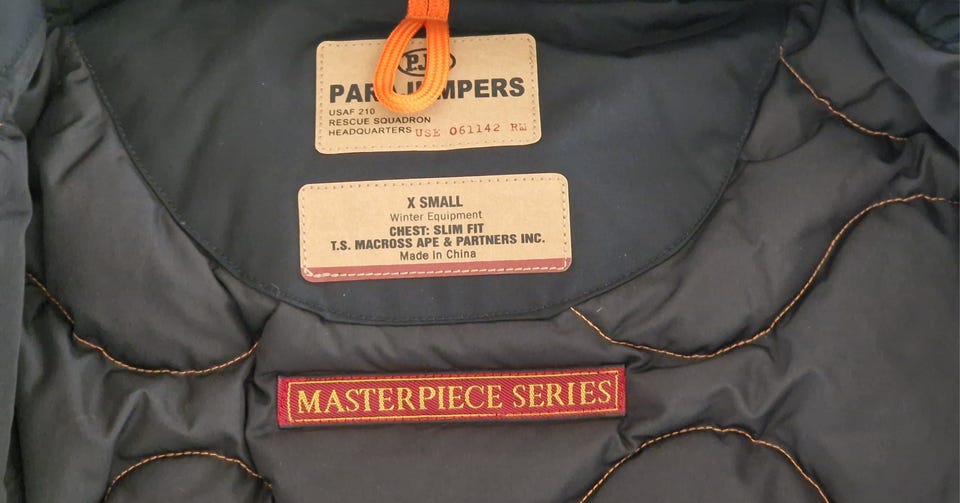 P.J.
PARAJUMPERS
USAF 210
RESCUE SQUADRON
HEADQUARTERS USE 061142 RW
X SMALL
Winter Equipment
CHEST: SLIM FIT
T.S. MACROSS APE & PARTNERS INC.
Made in China
MASTERPIECE SERIES